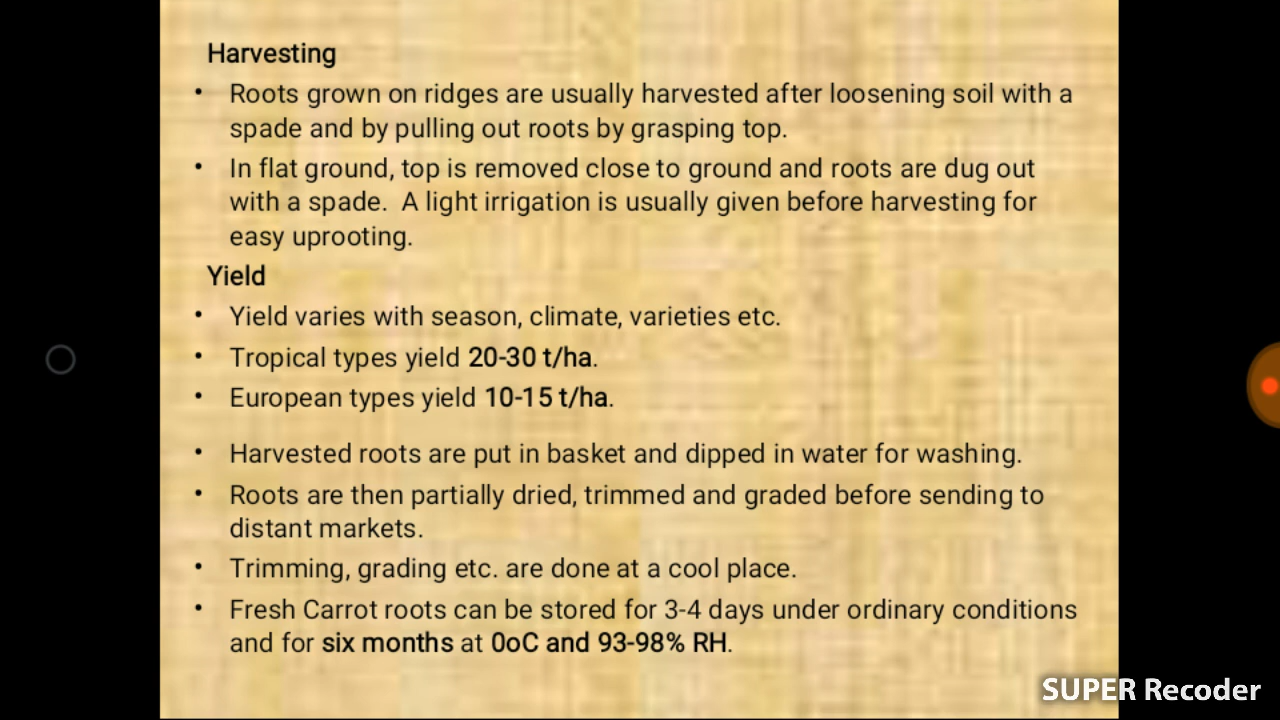 Harvesting
• Roots grown on ridges are usually harvested after loosening soil with a
spade and by pulling out roots by grasping top.
• In flat ground, top is removed close to ground and roots are dug out
with a spade.  A light irrigation is usually given before harvesting for
easy uprooting.
Yield
• Yield varies with season, climate, varieties etc.
• Tropical types yield 20-30 t/ha.
• European types yield 10-15 t/ha.
• Harvested roots are put in basket and dipped in water for washing.
• Roots are then partially dried, trimmed and graded before sending to
distant markets.
• Trimming, grading etc. are done at a cool place.
• Fresh Carrot roots can be stored for 3-4 days under ordinary conditions
and for six months at 0oC and 93-98% RH.
SUPER Recoder